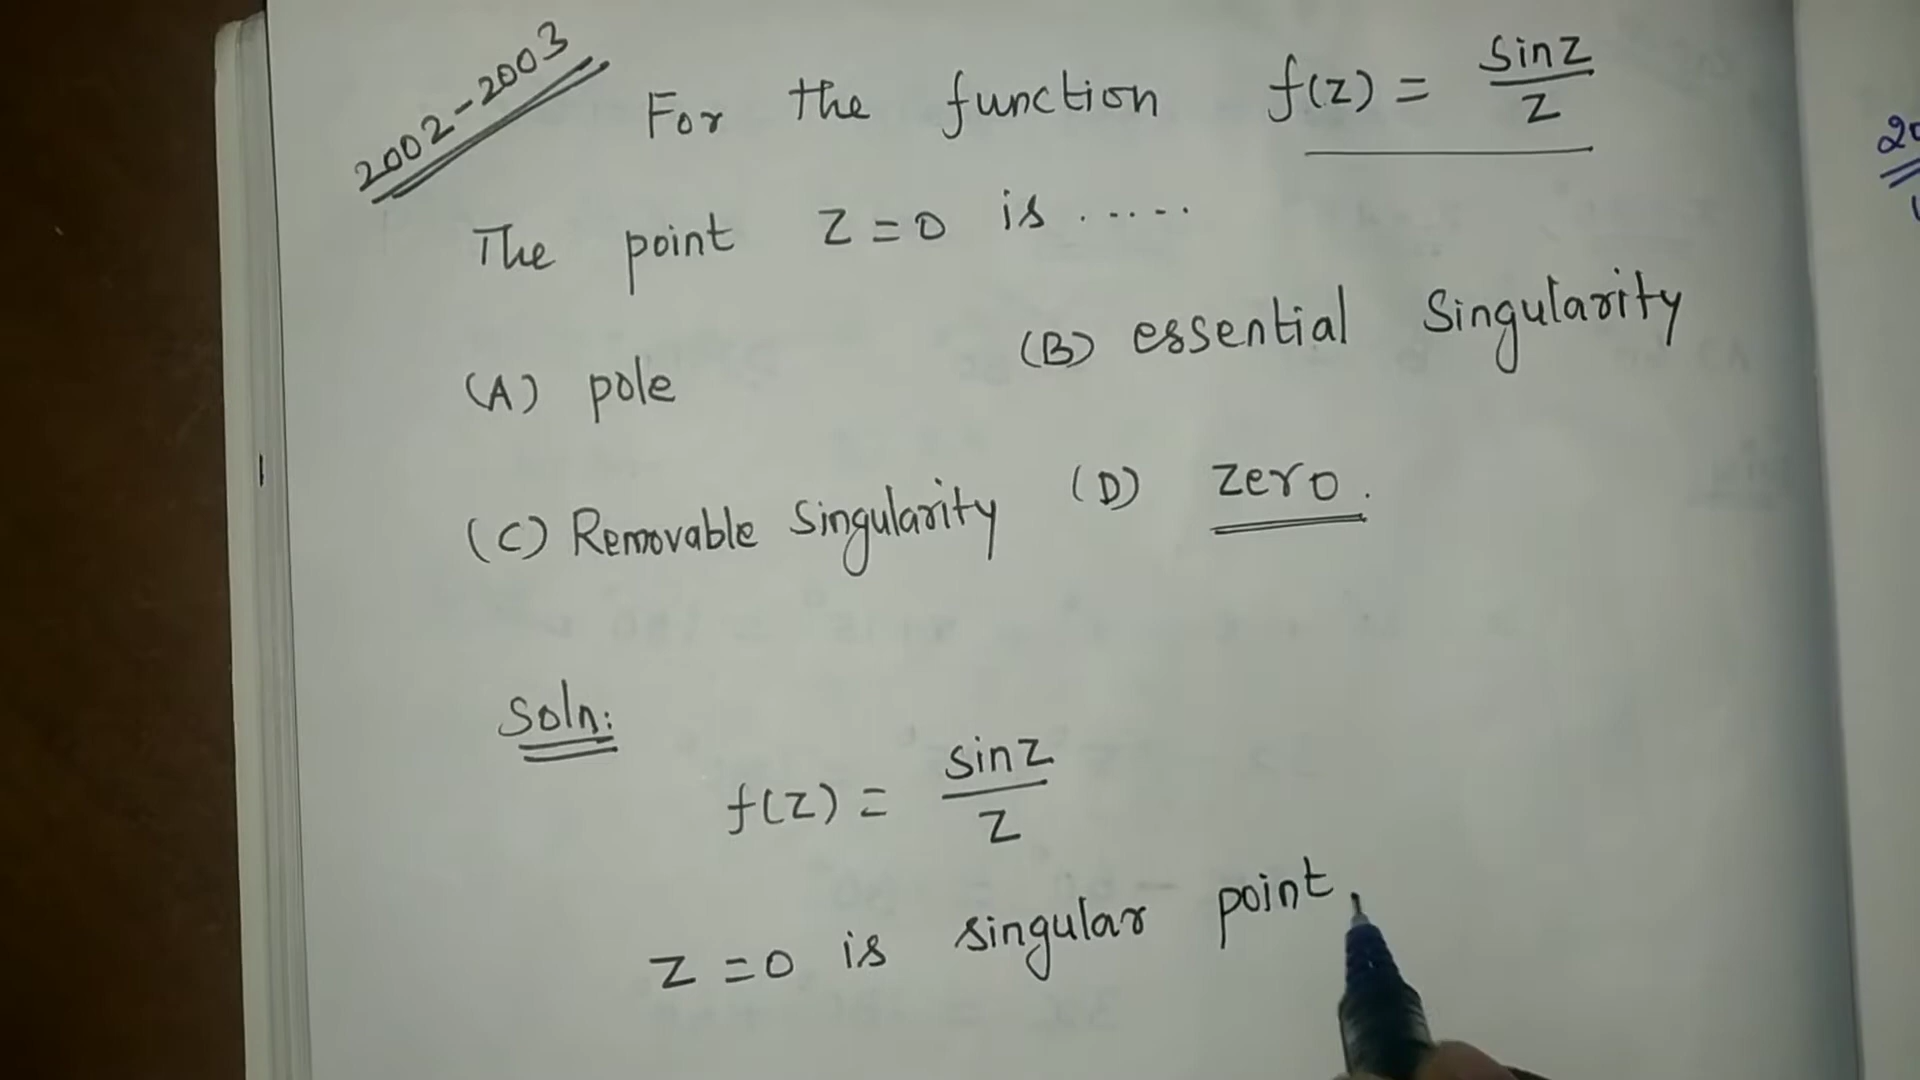 2002-2003
For the function f(z) = sinz/z
The point z=0 is .....
(A) pole (B) essential Singularity
(C) Removable Singularity (D) zero.
Soln:
f(z) = sinz/z
z=0 is singular point.